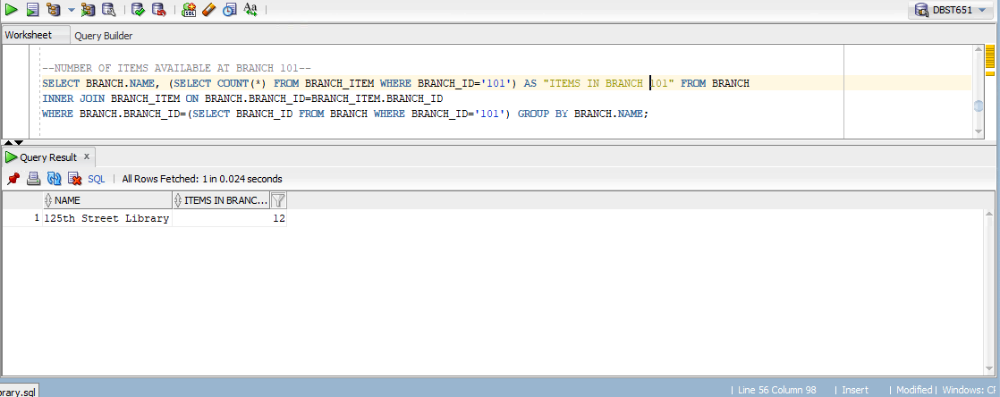 DBST651
Worksheet Query Builder
--NUMBER OF ITEMS AVAILABLE AT BRANCH 101--
SELECT BRANCH.NAME, (SELECT COUNT(*) FROM BRANCH_ITEM WHERE BRANCH_ID='101') AS "ITEMS IN BRANCH 101" FROM BRANCH
INNER JOIN BRANCH_ITEM ON BRANCH.BRANCH_ID=BRANCH_ITEM.BRANCH_ID
WHERE BRANCH.BRANCH_ID=(SELECT BRANCH_ID FROM BRANCH WHERE BRANCH_ID='101') GROUP BY BRANCH.NAME;
Query Result x
SQL | All Rows Fetched: 1 in 0.024 seconds
NAME ITEMS IN BRANC...
1 125th Street Library 12
rary.sql | Line 56 Column 98 | Insert | Modified | Windows: